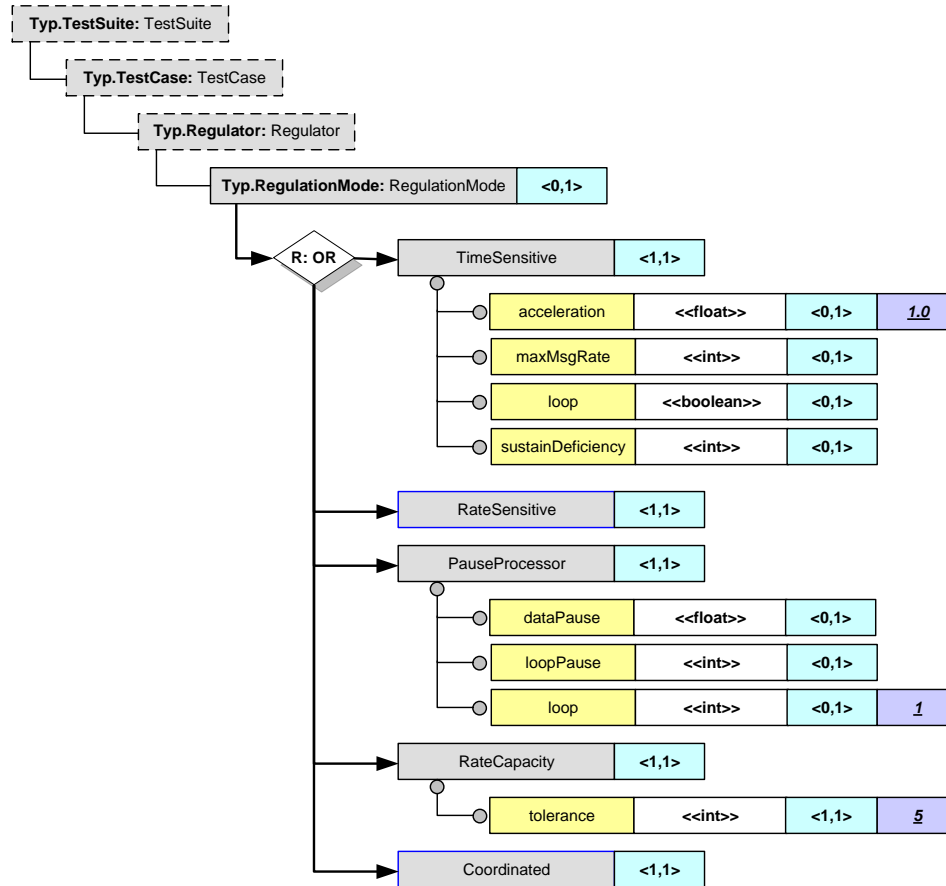 Typ.TestSuite: TestSuite
Typ.TestCase: TestCase
Typ.Regulator: Regulator
Typ.RegulationMode: RegulationMode <0,1>
R: OR TimeSensitive <1,1>
acceleration <<float>> <0,1> 1.0
maxMsgRate <<int>> <0,1>
loop <<boolean>> <0,1>
sustainDeficiency <<int>> <0,1>
RateSensitive <1,1>
PauseProcessor <1,1>
dataPause <<float>> <0,1>
loopPause <<int>> <0,1>
loop <<int>> <0,1> 1
RateCapacity <1,1>
tolerance <<int>> <1,1> 5
Coordinated <1,1>